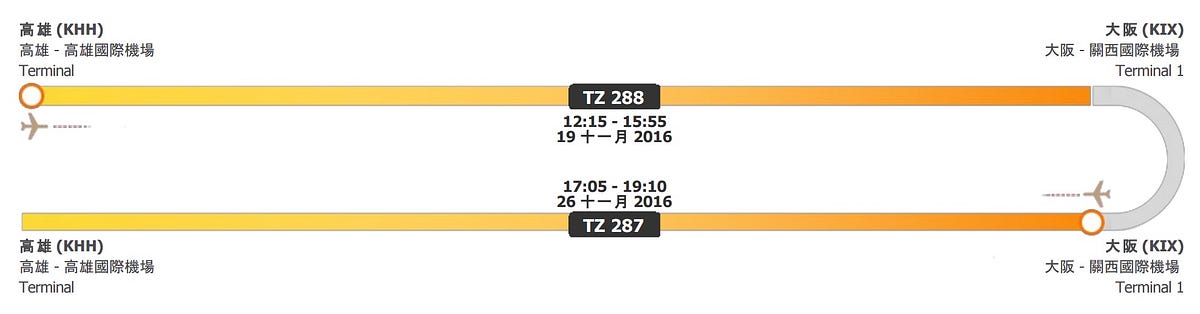 高雄 (KHH)
高雄 - 高雄國際機場
Terminal
大阪 (KIX)
大阪 - 關西國際機場
Terminal 1
TZ 288
12:15 - 15:55
19 十一月 2016
17:05 - 19:10
26 十一月 2016
TZ 287
高雄 (KHH)
高雄 - 高雄國際機場
Terminal
大阪 (KIX)
大阪 - 關西國際機場
Terminal 1